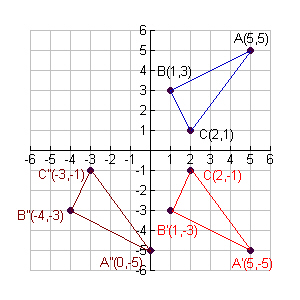 6
A(5,5)
5
4
B(1,3)
3
2
1
C(2,1)
-6 -5 -4 -3 -2 -1 1 2 3 4 5 6
-1
C"(-3,-1)
C(2,-1)
-2
-3
B"(-4,-3)
B'(1,-3)
-4
-5
A"(0,-5)
A'(5,-5)
-6